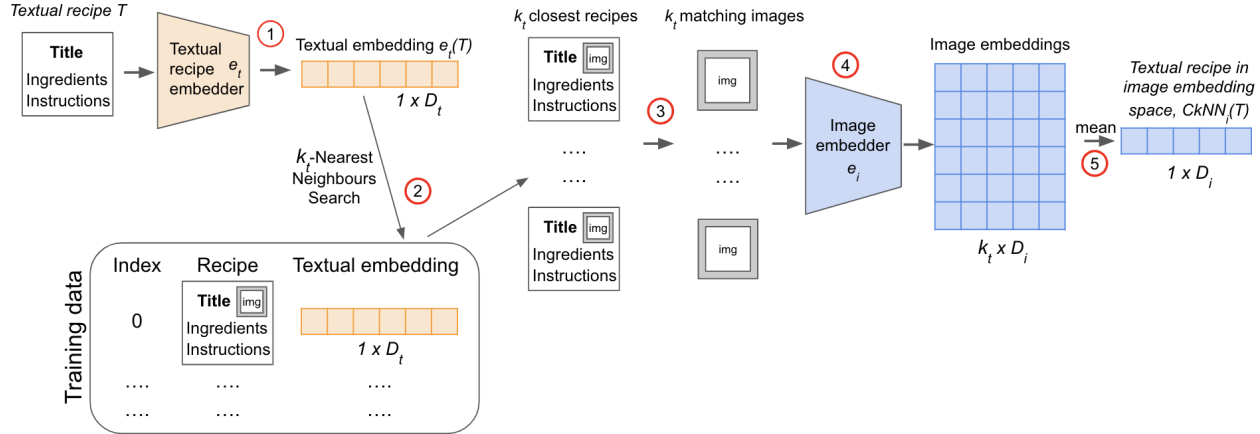 Textual recipe T
Title
Ingredients
Instructions
Textual
recipe e_t
embedder
1
Textual embedding e_t(T)
1 x D_t
k_t-Nearest
Neighbours
Search
2
Training data
Index
Recipe
Textual embedding
0
Title
img
Ingredients
Instructions
1 x D_t
....
....
....
....
....
....
k_t closest recipes
Title
img
Ingredients
Instructions
....
....
Title
img
Ingredients
Instructions
3
k_t matching images
img
....
....
img
4
Image
embedder
e_i
Image embeddings
k_t x D_i
mean
5
Textual recipe in
image embedding
space, CkNN_i(T)
1 x D_i